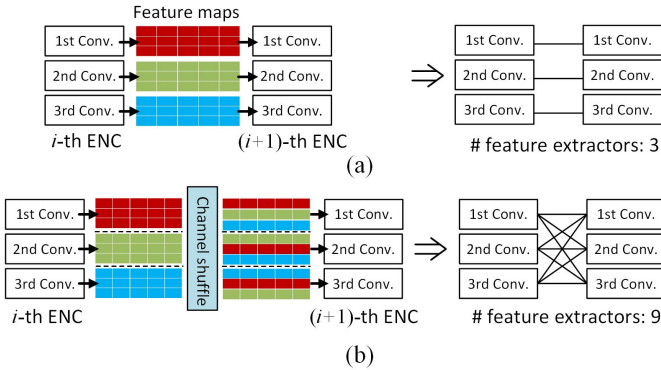 Feature maps
1st Conv. 1st Conv. 1st Conv. 1st Conv.
2nd Conv. 2nd Conv. 2nd Conv. 2nd Conv.
3rd Conv. 3rd Conv. 3rd Conv. 3rd Conv.
i-th ENC (i+1)-th ENC # feature extractors: 3
(a)
Channel shuffle
1st Conv. 1st Conv. 1st Conv. 1st Conv.
2nd Conv. 2nd Conv. 2nd Conv. 2nd Conv.
3rd Conv. 3rd Conv. 3rd Conv. 3rd Conv.
i-th ENC (i+1)-th ENC # feature extractors: 9
(b)